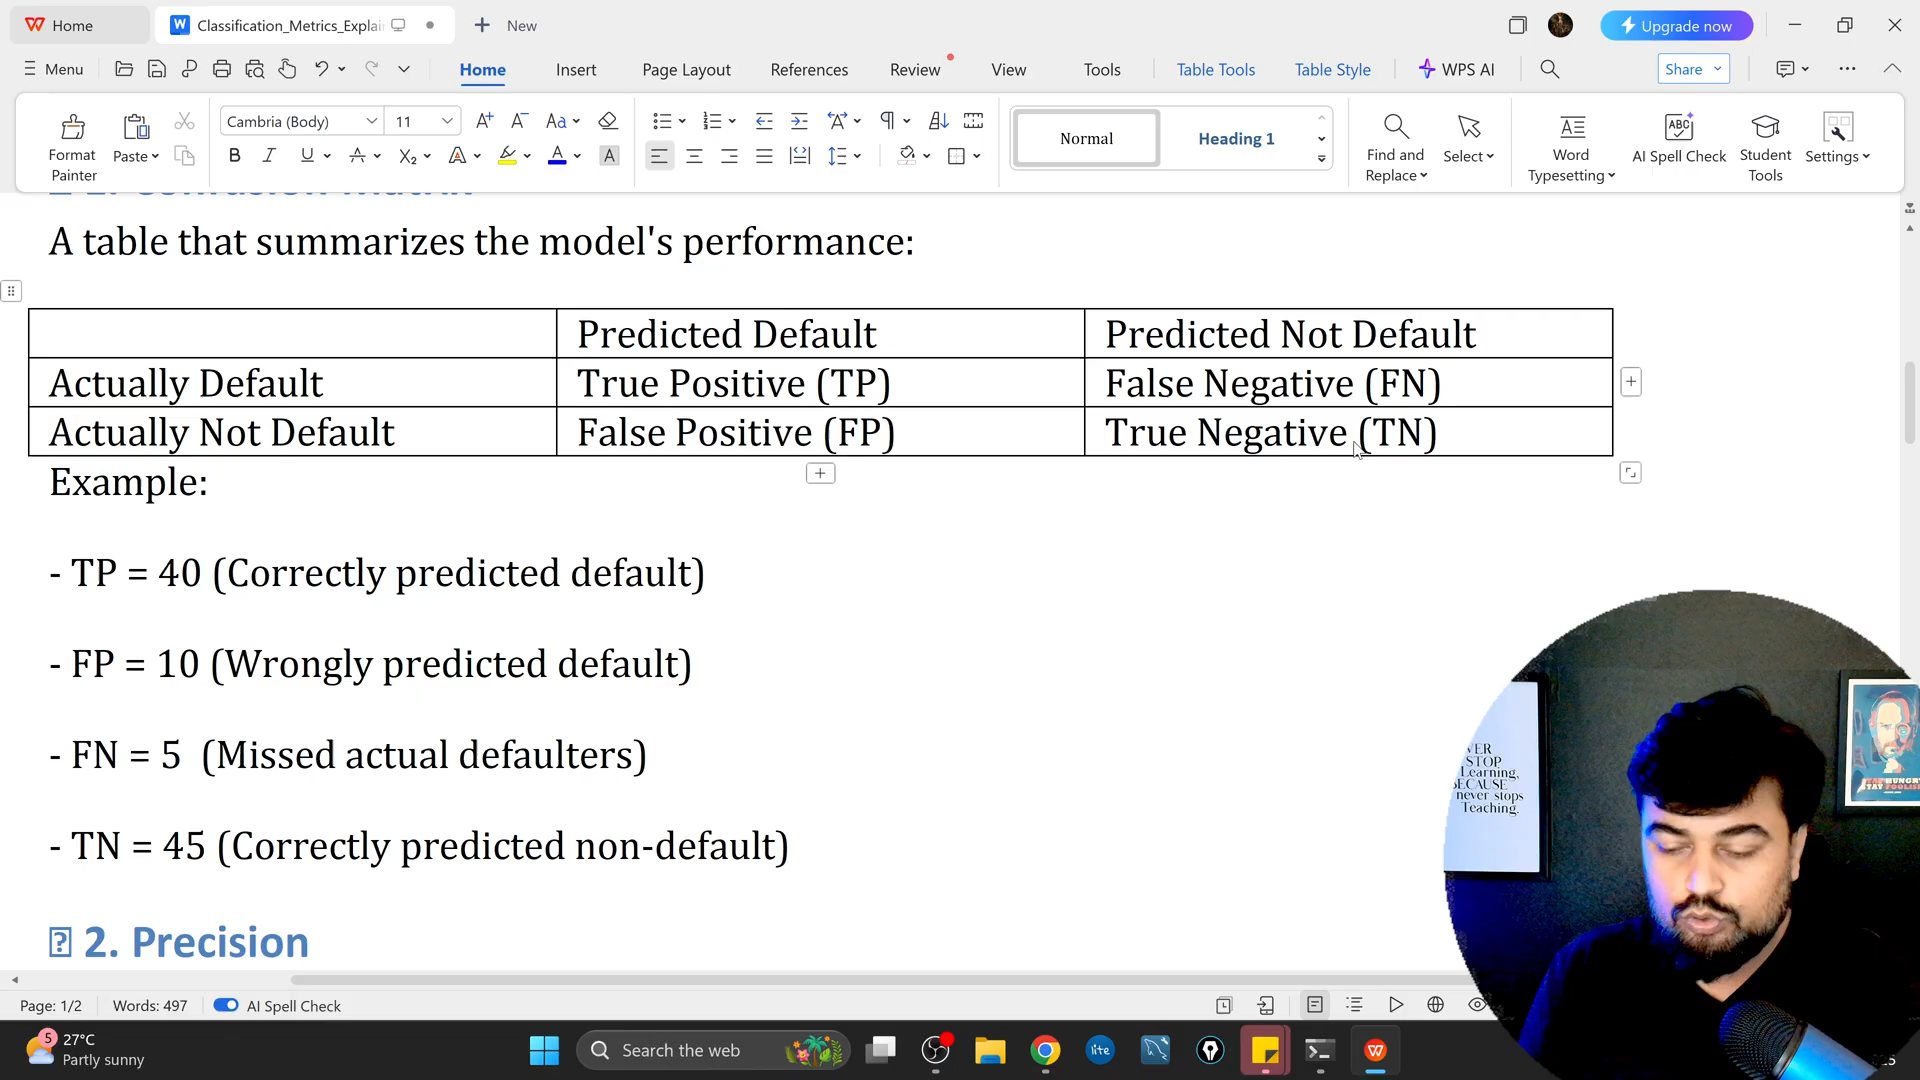 Home
Classification_Metrics_Explai
New
Upgrade now
Menu
Home
Insert
Page Layout
References
Review
View
Tools
Table Tools
Table Style
WPS AI
Share
Format Painter
Paste
Cambria (Body)
11
Normal
Heading 1
Find and Replace
Select
Word Typesetting
AI Spell Check
Student Tools
Settings
A table that summarizes the model's performance:
Predicted Default
Predicted Not Default
Actually Default
True Positive (TP)
False Negative (FN)
Actually Not Default
False Positive (FP)
True Negative (TN)
Example:
- TP = 40 (Correctly predicted default)
- FP = 10 (Wrongly predicted default)
- FN = 5 (Missed actual defaulters)
- TN = 45 (Correctly predicted non-default)
2. Precision
STOP
Learning,
BECAUSE
never stops
Teaching.
Page: 1/2
Words: 497
AI Spell Check
5
27°C
Partly sunny
Search the web
lite